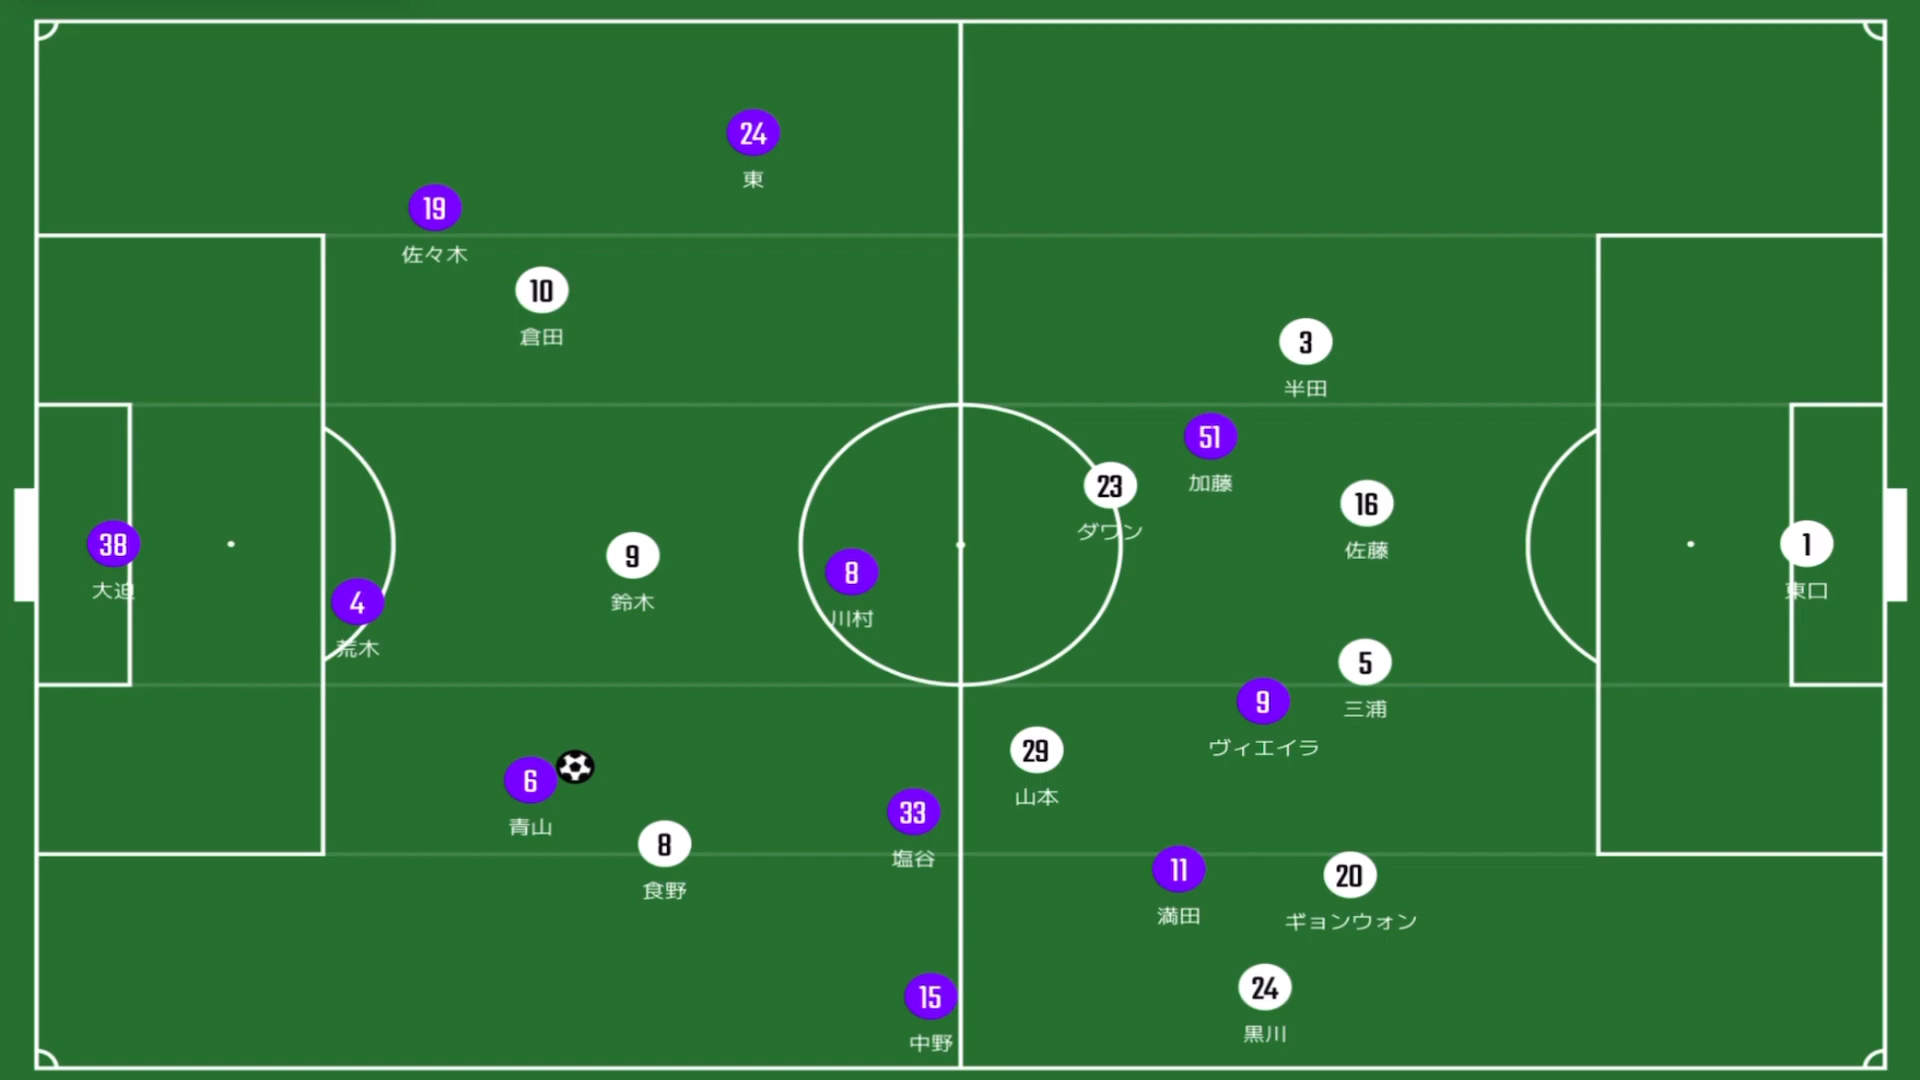 24
東
19
佐々木
10
倉田
3
半田
51
加藤
23
ダワン
16
佐藤
38
大迫
1
東口
9
鈴木
8
川村
4
荒木
5
三浦
9
ヴィエイラ
29
山本
6
青山
33
塩谷
8
食野
11
満田
20
ギョンウォン
24
黒川
15
中野